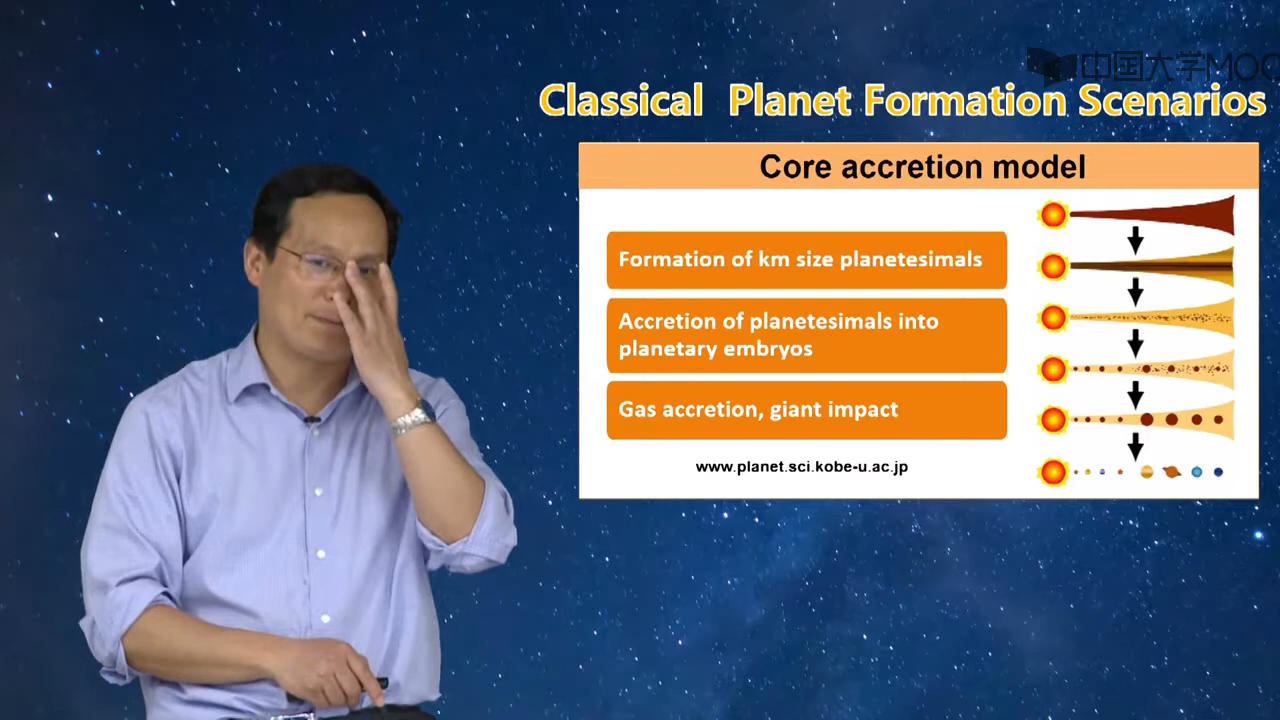 中国大学MOO
Classical Planet Formation Scenarios
Core accretion model
Formation of km size planetesimals
Accretion of planetesimals into
planetary embryos
Gas accretion, giant impact
www.planet.sci.kobe-u.ac.jp